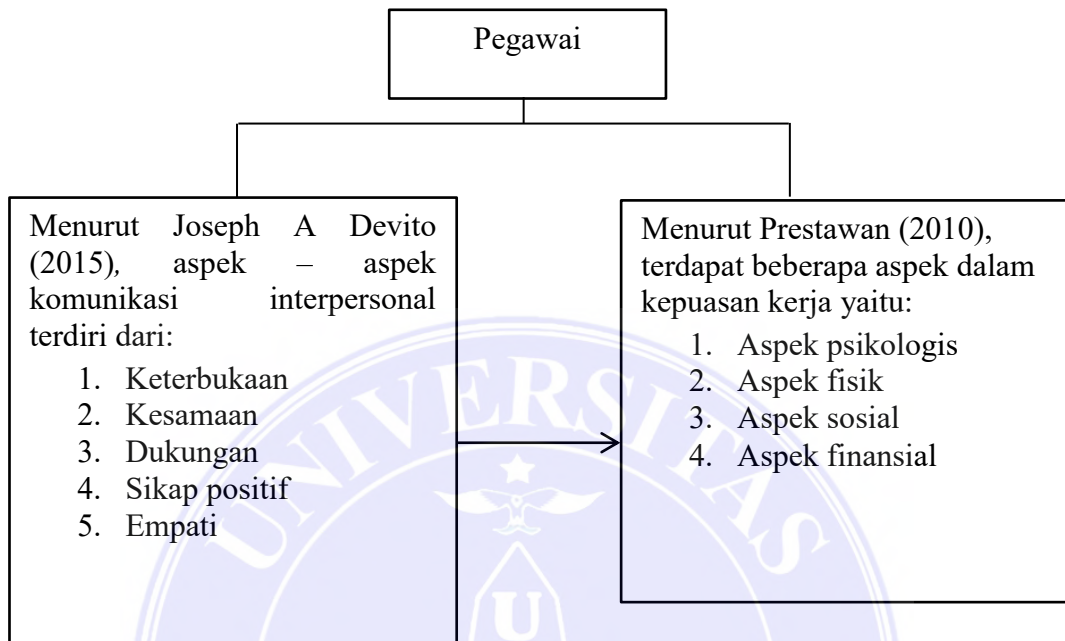 Pegawai
Menurut Joseph A Devito
(2015), aspek – aspek
komunikasi interpersonal
terdiri dari:
1. Keterbukaan
2. Kesamaan
3. Dukungan
4. Sikap positif
5. Empati
Menurut Prestawan (2010),
terdapat beberapa aspek dalam
kepuasan kerja yaitu:
1. Aspek psikologis
2. Aspek fisik
3. Aspek sosial
4. Aspek finansial
UNIVERSITAS
U